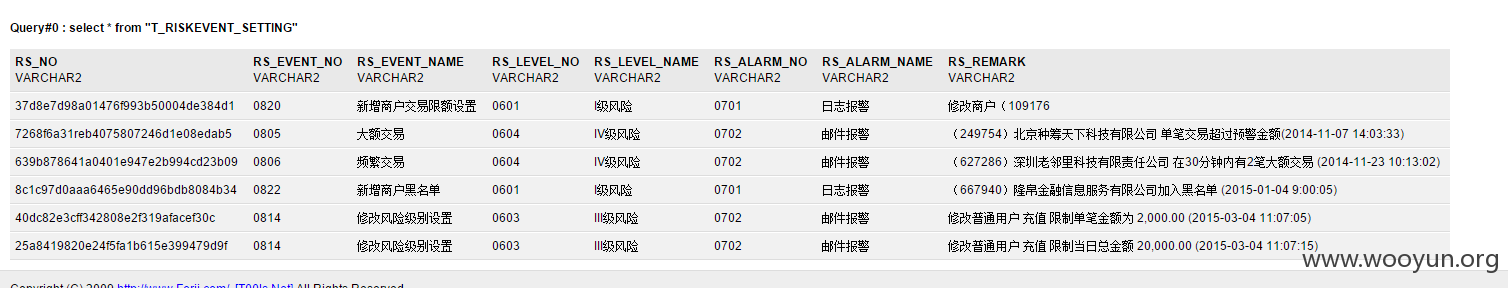 Query#0 : select * from "T_RISKEVENT_SETTING"
RS_NO RS_EVENT_NO RS_EVENT_NAME RS_LEVEL_NO RS_LEVEL_NAME RS_ALARM_NO RS_ALARM_NAME RS_REMARK
VARCHAR2 VARCHAR2 VARCHAR2 VARCHAR2 VARCHAR2 VARCHAR2 VARCHAR2 VARCHAR2
37d8e7d98a01476f993b50004de384d1 0820 新增商户交易限额设置 0601 I级风险 0701 日志报警 修改商户（109176
7268f6a31reb4075807246d1e08edab5 0805 大额交易 0604 IV级风险 0702 邮件报警 （249754）北京种筹天下科技有限公司 单笔交易超过预警金额(2014-11-07 14:03:33)
639b878641a0401e947e2b994cd23b09 0806 频繁交易 0604 IV级风险 0702 邮件报警 （627286）深圳老邻里科技有限责任公司 在30分钟内有2笔大额交易 (2014-11-23 10:13:02)
8c1c97d0aaa6465e90dd96bdb8084b34 0822 新增商户黑名单 0601 I级风险 0701 日志报警 （667940）隆帛金融信息服务有限公司加入黑名单 (2015-01-04 9:00:05)
40dc82e3cff342808e2f319afacef30c 0814 修改风险级别设置 0603 III级风险 0702 邮件报警 修改普通用户 充值 限制单笔金额为 2,000.00 (2015-03-04 11:07:05)
25a8419820e24f5fa1b615e399479d9f 0814 修改风险级别设置 0603 III级风险 0702 邮件报警 修改普通用户 充值 限制当日总金额 20,000.00 (2015-03-04 11:07:15)
www.wooyun.org
Copyright (C) 2009 http://www.Forjj.com/ [T00ls.Net] All Rights Reserved